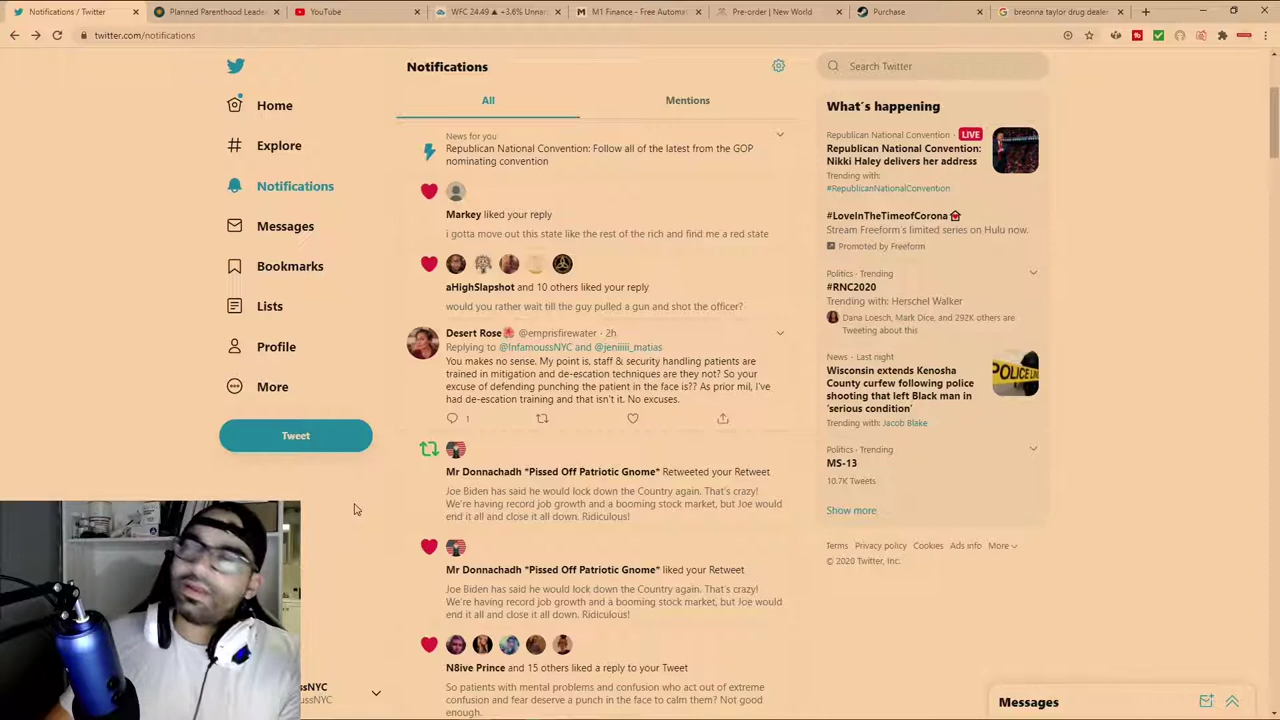 Notifications / Twitter
Planned Parenthood Leade
YouTube
WFC 24.49 ▲ +3.6% Unna
M1 Finance - Free Automa
Pre-order | New World
Purchase
breonna taylor drug dealer
twitter.com/notifications
Home
Explore
Notifications
Messages
Bookmarks
Lists
Profile
More
Tweet
ssNYC
ussNYC
Notifications
All
Mentions
News for you
Republican National Convention: Follow all of the latest from the GOP
nominating convention
Markey liked your reply
i gotta move out this state like the rest of the rich and find me a red state
aHighSlapshot and 10 others liked your reply
would you rather wait till the guy pulled a gun and shot the officer?
Desert Rose @emprisfirewater · 2h
Replying to @InfamoussNYC and @jeniiiii_matias
You makes no sense. My point is, staff & security handling patients are
trained in mitigation and de-escation techniques are they not? So your
excuse of defending punching the patient in the face is?? As prior mil, I've
had de-escation training and that isn't it. No excuses.
1
Mr Donnachadh "Pissed Off Patriotic Gnome" Retweeted your Retweet
Joe Biden has said he would lock down the Country again. That's crazy!
We're having record job growth and a booming stock market, but Joe would
end it all and close it all down. Ridiculous!
Mr Donnachadh "Pissed Off Patriotic Gnome" liked your Retweet
Joe Biden has said he would lock down the Country again. That's crazy!
We're having record job growth and a booming stock market, but Joe would
end it all and close it all down. Ridiculous!
N8ive Prince and 15 others liked a reply to your Tweet
So patients with mental problems and confusion who act out of extreme
confusion and fear deserve a punch in the face to calm them? Not good
enough.
Search Twitter
What's happening
Republican National Convention LIVE
Republican National Convention:
Nikki Haley delivers her address
Trending with:
#RepublicanNationalConvention
#LoveInTheTimeofCorona
Stream Freeform's limited series on Hulu now.
Promoted by Freeform
Politics · Trending
#RNC2020
Trending with: Herschel Walker
Dana Loesch, Mark Dice, and 292K others are
Tweeting about this
News · Last night
Wisconsin extends Kenosha
County curfew following police
shooting that left Black man in
'serious condition'
Trending with: Jacob Blake
POLICE
Politics · Trending
MS-13
10.7K Tweets
Show more
Terms Privacy policy Cookies Ads info More
© 2020 Twitter, Inc.
Messages